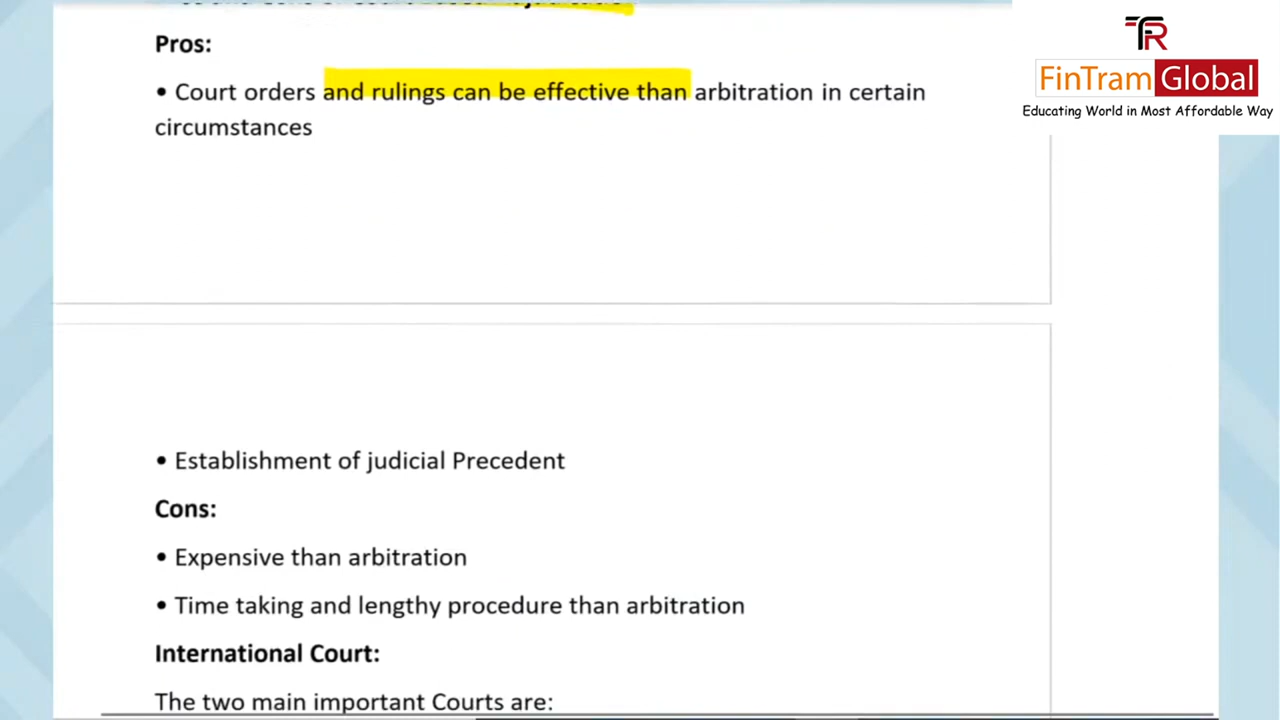 Pros:
• Court orders and rulings can be effective than arbitration in certain
circumstances
• Establishment of judicial Precedent
Cons:
• Expensive than arbitration
• Time taking and lengthy procedure than arbitration
International Court:
The two main important Courts are:
TR
FinTram Global
Educating World in Most Affordable Way